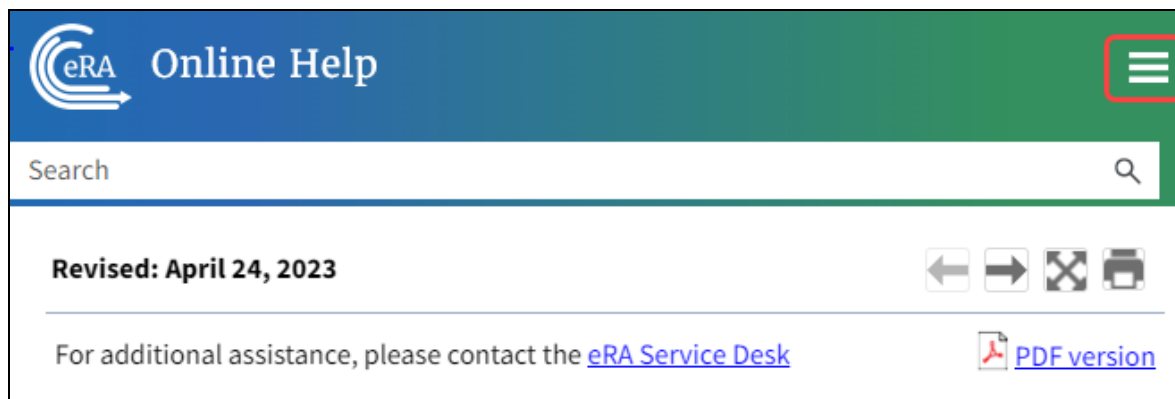 eRA Online Help
Search
Revised: April 24, 2023
For additional assistance, please contact the eRA Service Desk PDF version